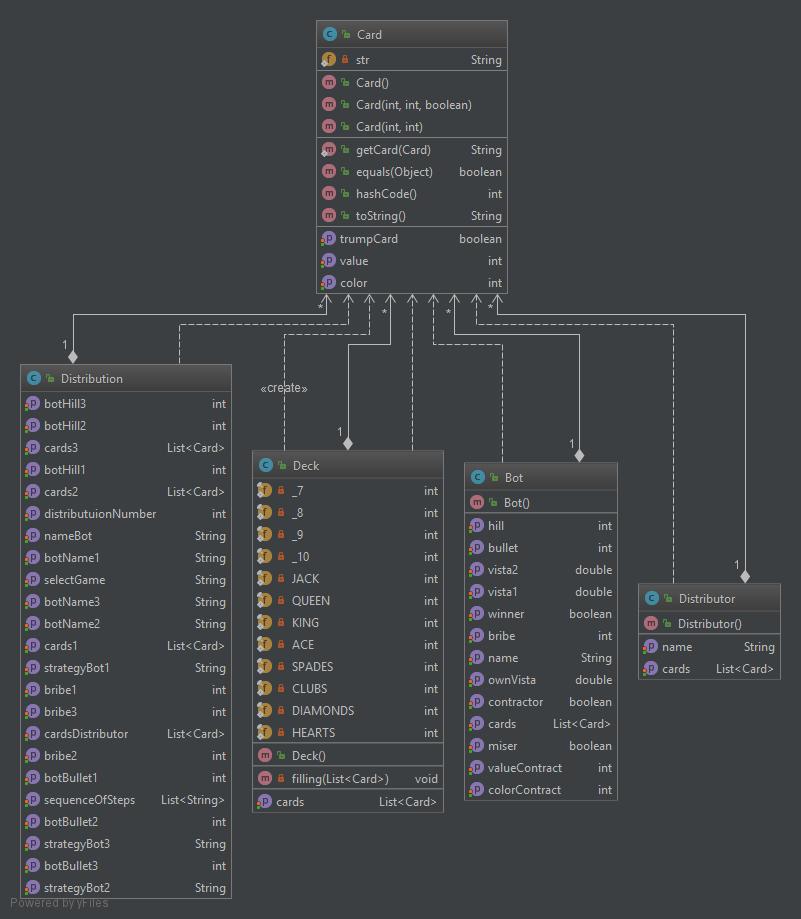 Card
str String
Card()
Card(int, int, boolean)
Card(int, int)
getCard(Card) String
equals(Object) boolean
hashCode() int
toString() String
trumpCard boolean
value int
color int
* * * *
1
1
1
1
«create»
Distribution
botHill3 int
botHill2 int
cards3 List<Card>
botHill1 int
cards2 List<Card>
distributuionNumber int
nameBot String
botName1 String
selectGame String
botName3 String
botName2 String
cards1 List<Card>
strategyBot1 String
bribe1 int
bribe3 int
cardsDistributor List<Card>
bribe2 int
botBullet1 int
sequenceOfSteps List<String>
botBullet2 int
strategyBot3 String
botBullet3 int
strategyBot2 String
Deck
_7 int
_8 int
_9 int
_10 int
JACK int
QUEEN int
KING int
ACE int
SPADES int
CLUBS int
DIAMONDS int
HEARTS int
Deck()
filling(List<Card>) void
cards List<Card>
Bot
Bot()
hill int
bullet int
vista2 double
vista1 double
winner boolean
bribe int
name String
ownVista double
contractor boolean
cards List<Card>
miser boolean
valueContract int
colorContract int
Distributor
Distributor()
name String
cards List<Card>
Powered by yFiles